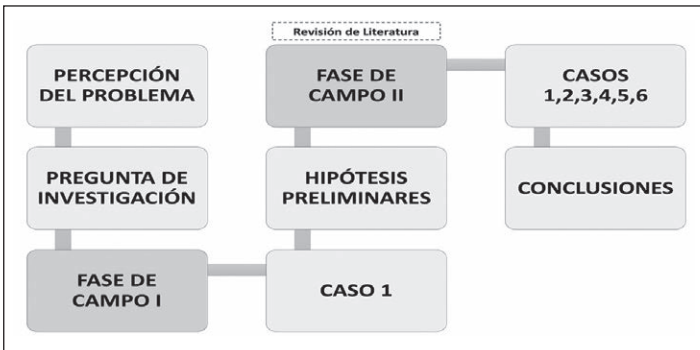 PERCEPCIÓN
DEL PROBLEMA
PREGUNTA DE
INVESTIGACIÓN
FASE DE
CAMPO I
CASO 1
HIPÓTESIS
PRELIMINARES
Revisión de Literatura
FASE DE
CAMPO II
CASOS
1,2,3,4,5,6
CONCLUSIONES